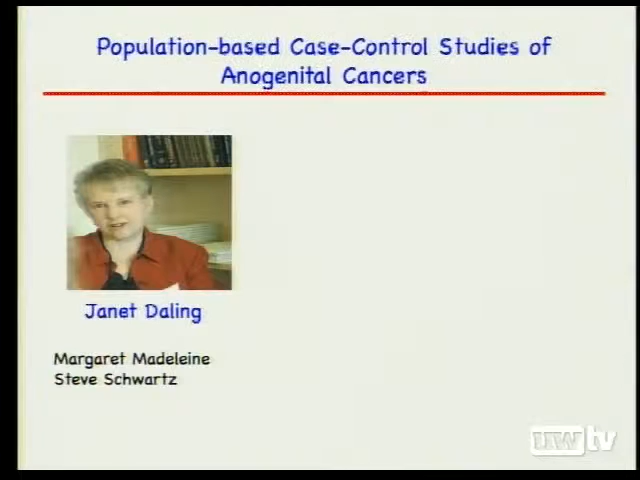 Population-based Case-Control Studies of
Anogenital Cancers
Janet Daling
Margaret Madeleine
Steve Schwartz
uwtv